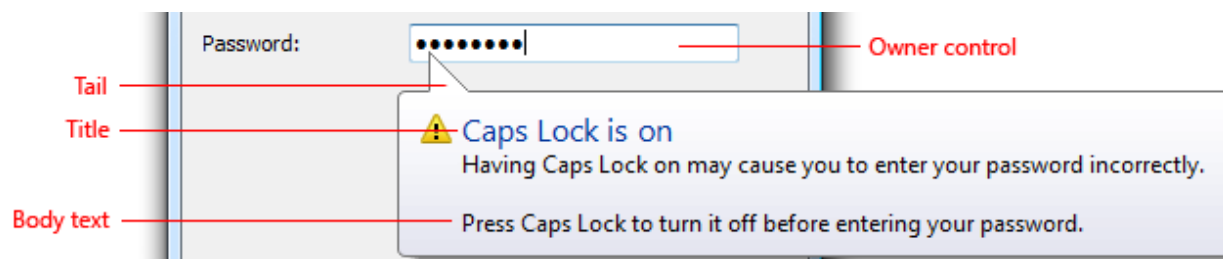 Password: ●●●●●●●● Owner control
Tail
Title Caps Lock is on
Having Caps Lock on may cause you to enter your password incorrectly.
Body text Press Caps Lock to turn it off before entering your password.